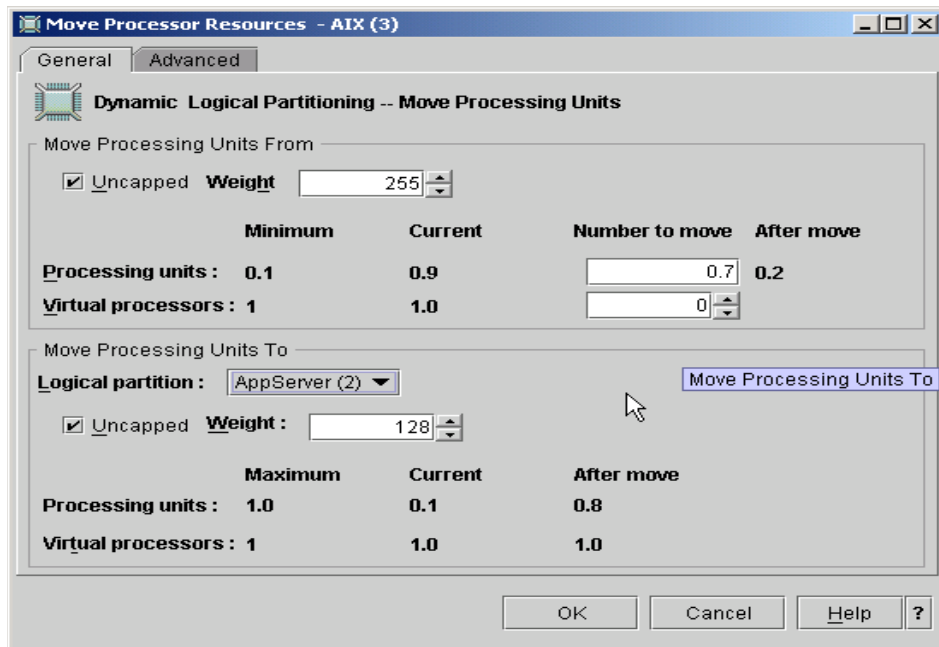 Move Processor Resources - AIX (3)
General Advanced
Dynamic Logical Partitioning -- Move Processing Units
Move Processing Units From
Uncapped Weight 255
Minimum Current Number to move After move
Processing units : 0.1 0.9 0.7 0.2
Virtual processors : 1 1.0 0
Move Processing Units To
Logical partition : AppServer (2)
Move Processing Units To
Uncapped Weight : 128
Maximum Current After move
Processing units : 1.0 0.1 0.8
Virtual processors : 1 1.0 1.0
OK Cancel Help ?